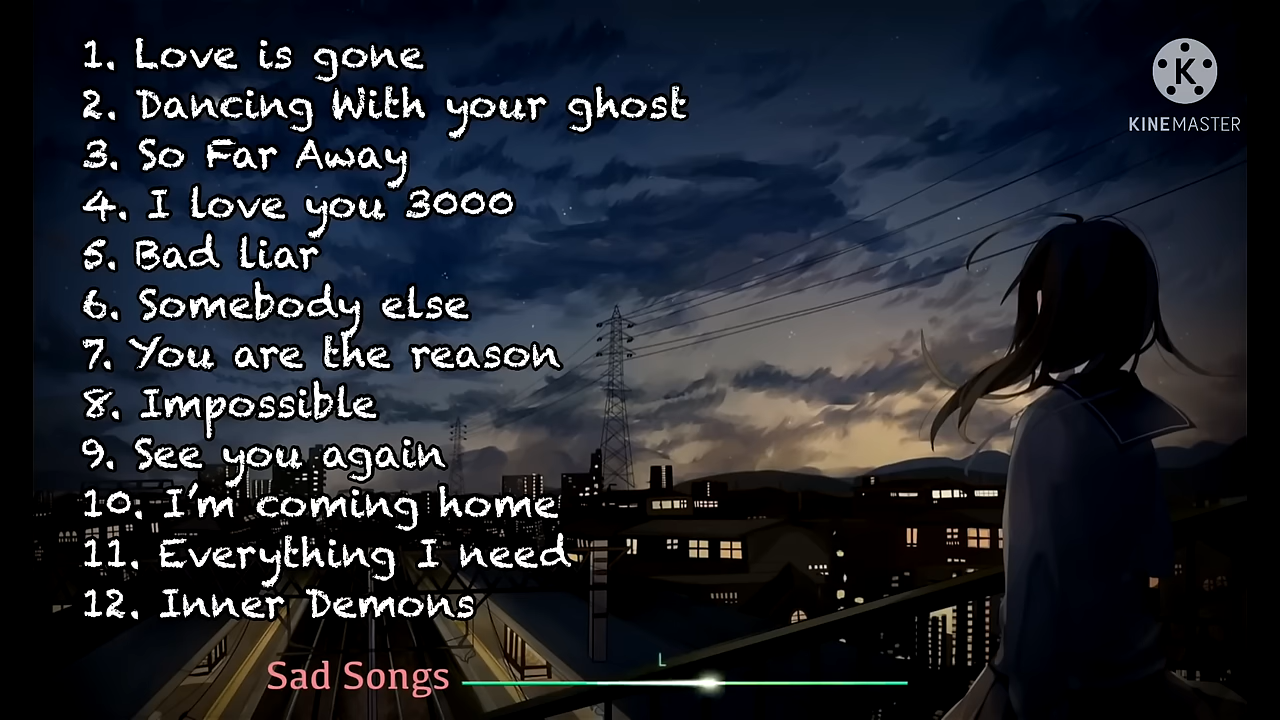 1. Love is gone
2. Dancing With your ghost
3. So Far Away
4. I love you 3000
5. Bad liar
6. Somebody else
7. You are the reason
8. Impossible
9. See you again
10. I'm coming home
11. Everything I need
12. Inner Demons
Sad Songs
L
K
KINEMASTER